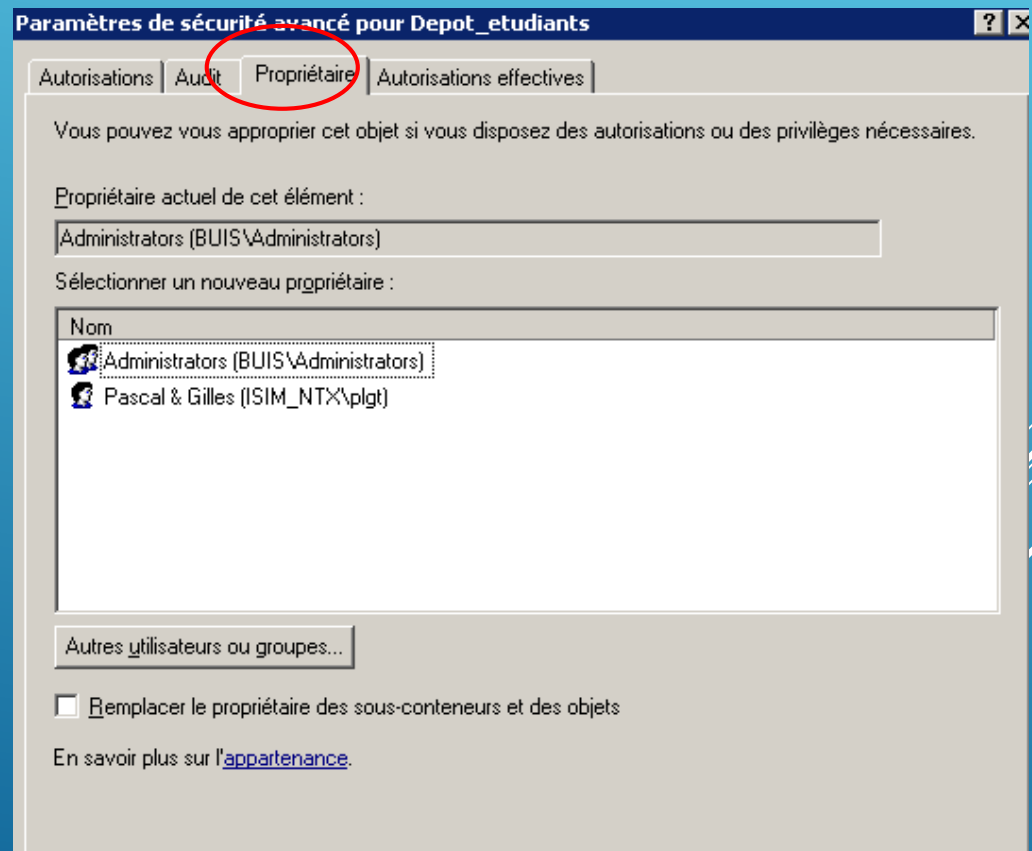 Paramètres de sécurité avancé pour Depot_etudiants
Autorisations Audit Propriétaire Autorisations effectives
Vous pouvez vous approprier cet objet si vous disposez des autorisations ou des privilèges nécessaires.
Propriétaire actuel de cet élément :
Administrators (BUIS\Administrators)
Sélectionner un nouveau propriétaire :
Nom
Administrators (BUIS\Administrators)
Pascal & Gilles (ISIM_NTX\plgt)
Autres utilisateurs ou groupes...
Remplacer le propriétaire des sous-conteneurs et des objets
En savoir plus sur l'appartenance.